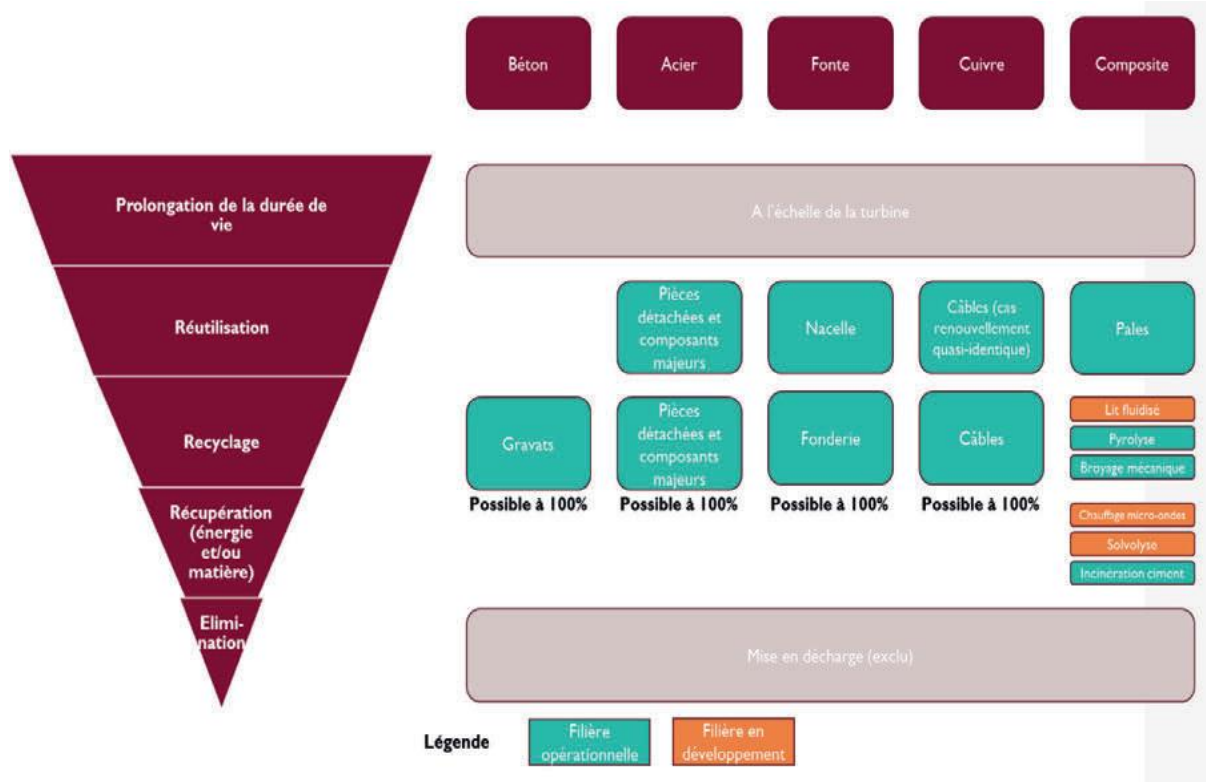 Béton
Acier
Fonte
Cuivre
Composite
Prolongation de la durée de
vie
A l'échelle de la turbine
Réutilisation
Pièces
détachées et
composants
majeurs
Nacelle
Câbles (cas
renouvellement
quasi-identique)
Pales
Recyclage
Gravats
Pièces
détachées et
composants
majeurs
Fonderie
Câbles
Lit fluidisé
Pyrolyse
Broyage mécanique
Possible à 100%
Possible à 100%
Possible à 100%
Possible à 100%
Récupération
(énergie
et/ou
matière)
Chauffage micro-ondes
Solvolyse
Incinération ciment
Elimi-
nation
Mise en décharge (exclu)
Légende
Filière
opérationnelle
Filière en
développement